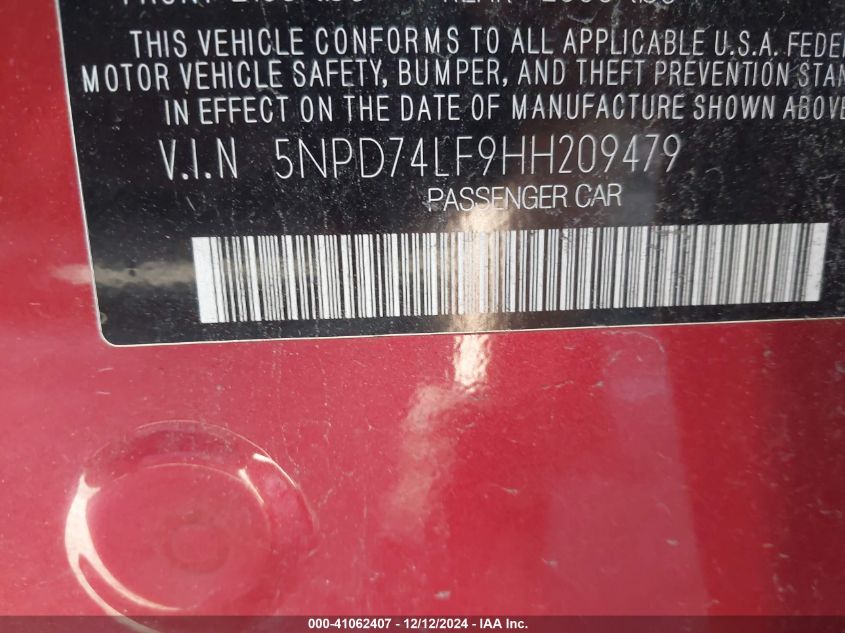 THIS VEHICLE CONFORMS TO ALL APPLICABLE U.S.A. FEDE
MOTOR VEHICLE SAFETY, BUMPER, AND THEFT PREVENTION STAN
IN EFFECT ON THE DATE OF MANUFACTURE SHOWN ABOVE
V.I.N 5NPD74LF9HH209479
PASSENGER CAR
000-41062407 - 12/12/2024 - IAA Inc.